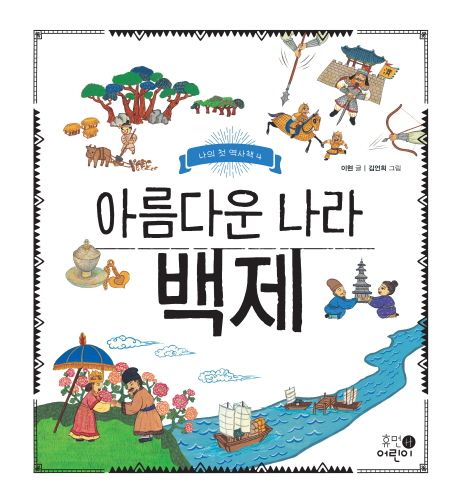 나의 첫 역사책 4
이현 글 | 김언희 그림
아름다운 나라
백제
휴먼
어린이